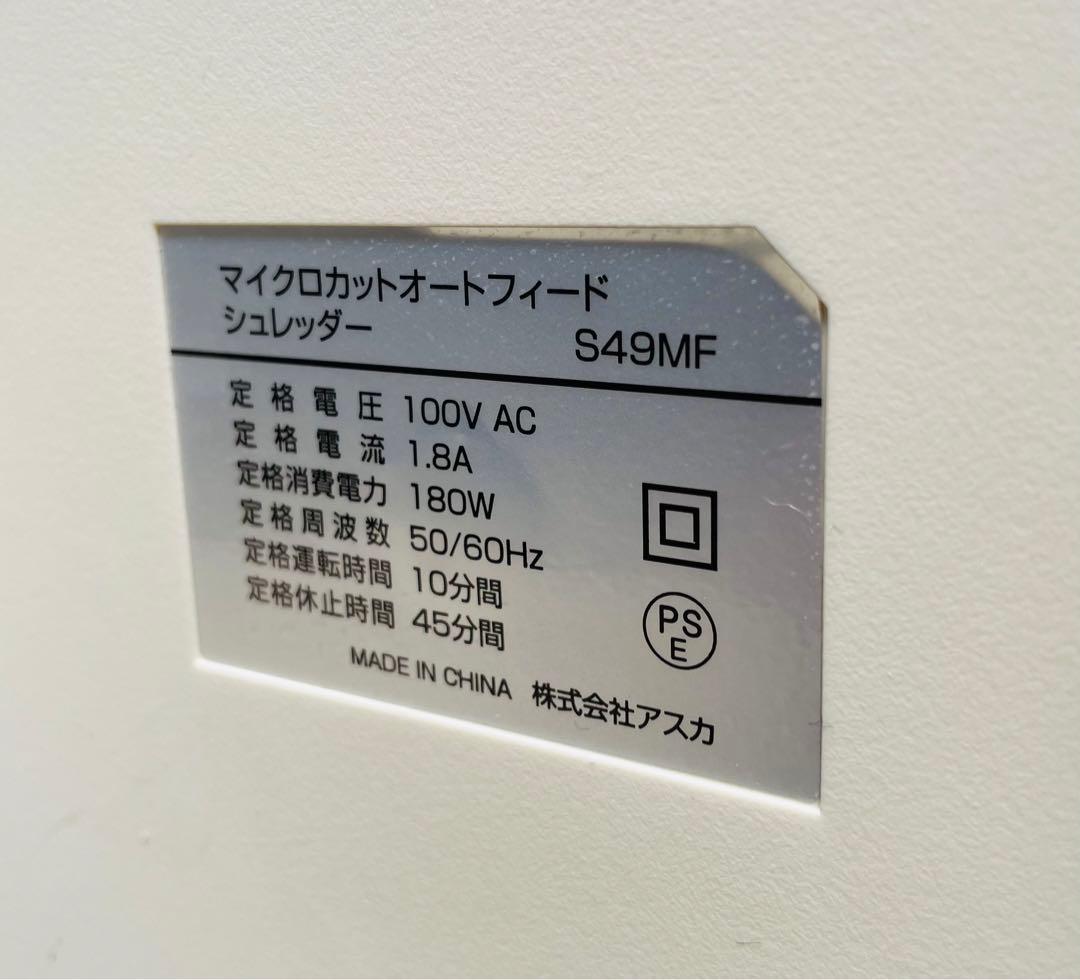 マイクロカットオートフィード
シュレッダー S49MF
定格電圧 100V AC
定格電流 1.8A
定格消費電力 180W
定格周波数 50/60Hz
定格運転時間 10分間
定格休止時間 45分間
PS
E
MADE IN CHINA 株式会社アスカ